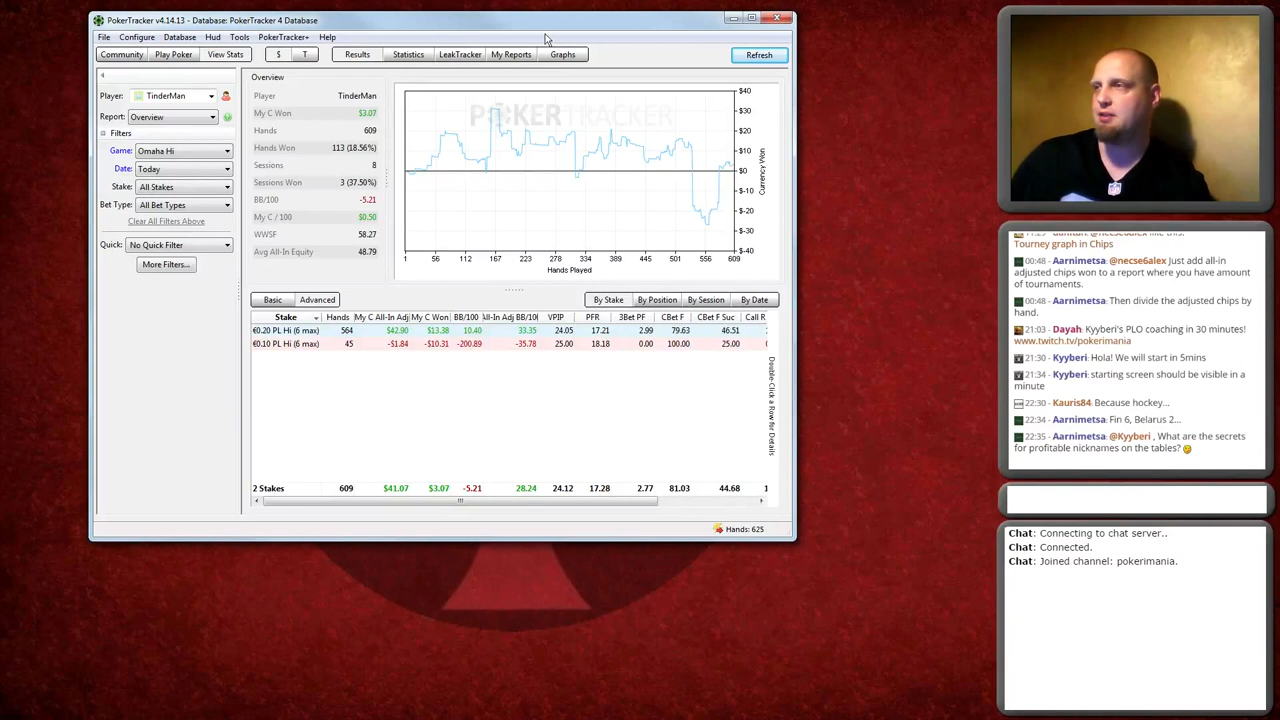 PokerTracker v4.14.13 - Database: PokerTracker 4 Database
File Configure Database Hud Tools PokerTracker+ Help
Community Play Poker View Stats $ T Results Statistics LeakTracker My Reports Graphs Refresh
Player: TinderMan
Report: Overview
Filters
Game: Omaha Hi
Date: Today
Stake: All Stakes
Bet Type: All Bet Types
Clear All Filters Above
Quick: No Quick Filter
More Filters...
Overview
Player TinderMan
My C Won $3.07
Hands 609
Hands Won 113 (18.56%)
Sessions 8
Sessions Won 3 (37.50%)
BB/100 -5.21
My C / 100 $0.50
WWSF 58.27
Avg All-In Equity 48.79
POKERTRACKER
$40
$30
$20
$10
$0
$-10
$-20
$-30
$-40
Currency Won
1 56 112 167 223 278 334 389 445 501 556 609
Hands Played
Basic Advanced By Stake By Position By Session By Date
Stake Hands My C All-In Adj My C Won BB/100 All-In Adj BB/10 VPIP PFR 3Bet PF CBet F CBet F Suc Call R
€0.20 PL Hi (6 max) 564 $42.90 $13.38 10.40 33.35 24.05 17.21 2.99 79.63 46.51
€0.10 PL Hi (6 max) 45 -$1.84 -$10.31 -200.89 -35.78 25.00 18.18 0.00 100.00 25.00
Double-Click a Row for Details
2 Stakes 609 $41.07 $3.07 -5.21 28.24 24.12 17.28 2.77 81.03 44.68 1
Hands: 625
NFL
Tourney graph in Chips
00:48 - Aarnimetsa: @necse6alex Just add all-in
adjusted chips won to a report where you have amount
of tournaments.
00:48 - Aarnimetsa: Then divide the adjusted chips by
hand.
21:03 - Dayah: Kyyberi's PLO coaching in 30 minutes!
www.twitch.tv/pokerimania
21:30 - Kyyberi: Hola! We will start in 5mins
21:34 - Kyyberi: starting screen should be visible in a
minute
22:30 - Kauris84: Because hockey...
22:34 - Aarnimetsa: Fin 6, Belarus 2...
22:35 - Aarnimetsa: @Kyyberi , What are the secrets
for profitable nicknames on the tables?
Chat: Connecting to chat server..
Chat: Connected.
Chat: Joined channel: pokerimania.